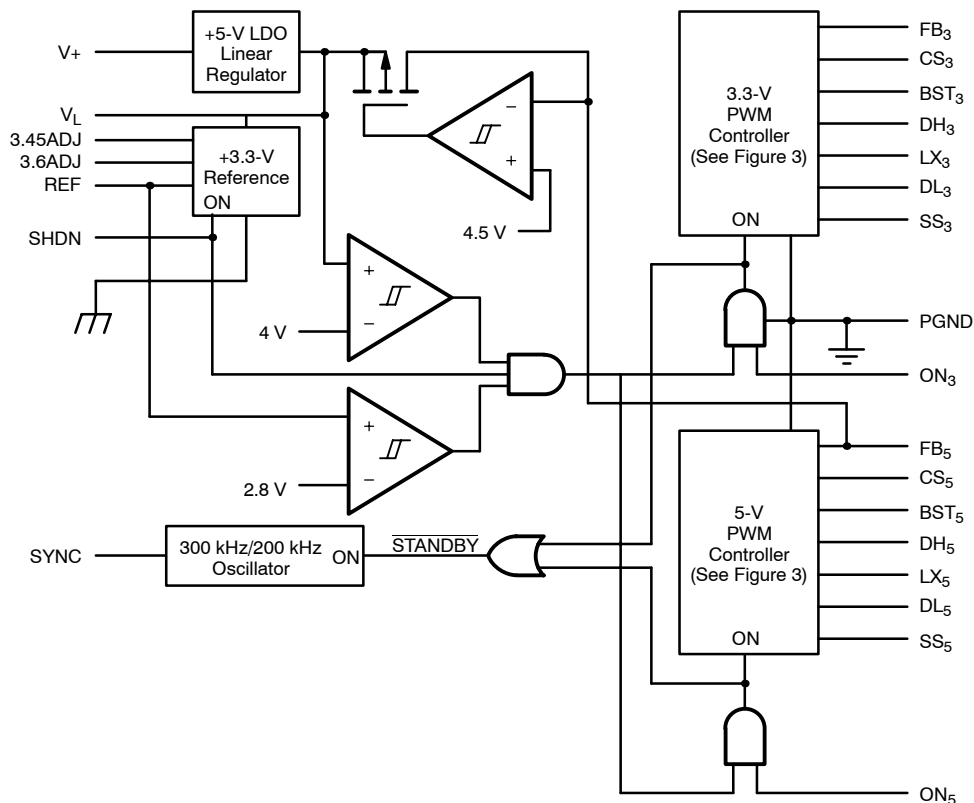 V+
+5-V LDO
Linear
Regulator
VL
3.45ADJ
3.6ADJ
REF
+3.3-V
Reference
ON
SHDN
−
+
4.5 V
+
−
4 V
+
−
2.8 V
SYNC
300 kHz/200 kHz
Oscillator
ON
STANDBY
3.3-V
PWM
Controller
(See Figure 3)
ON
FB3
CS3
BST3
DH3
LX3
DL3
SS3
PGND
ON3
5-V
PWM
Controller
(See Figure 3)
ON
FB5
CS5
BST5
DH5
LX5
DL5
SS5
ON5